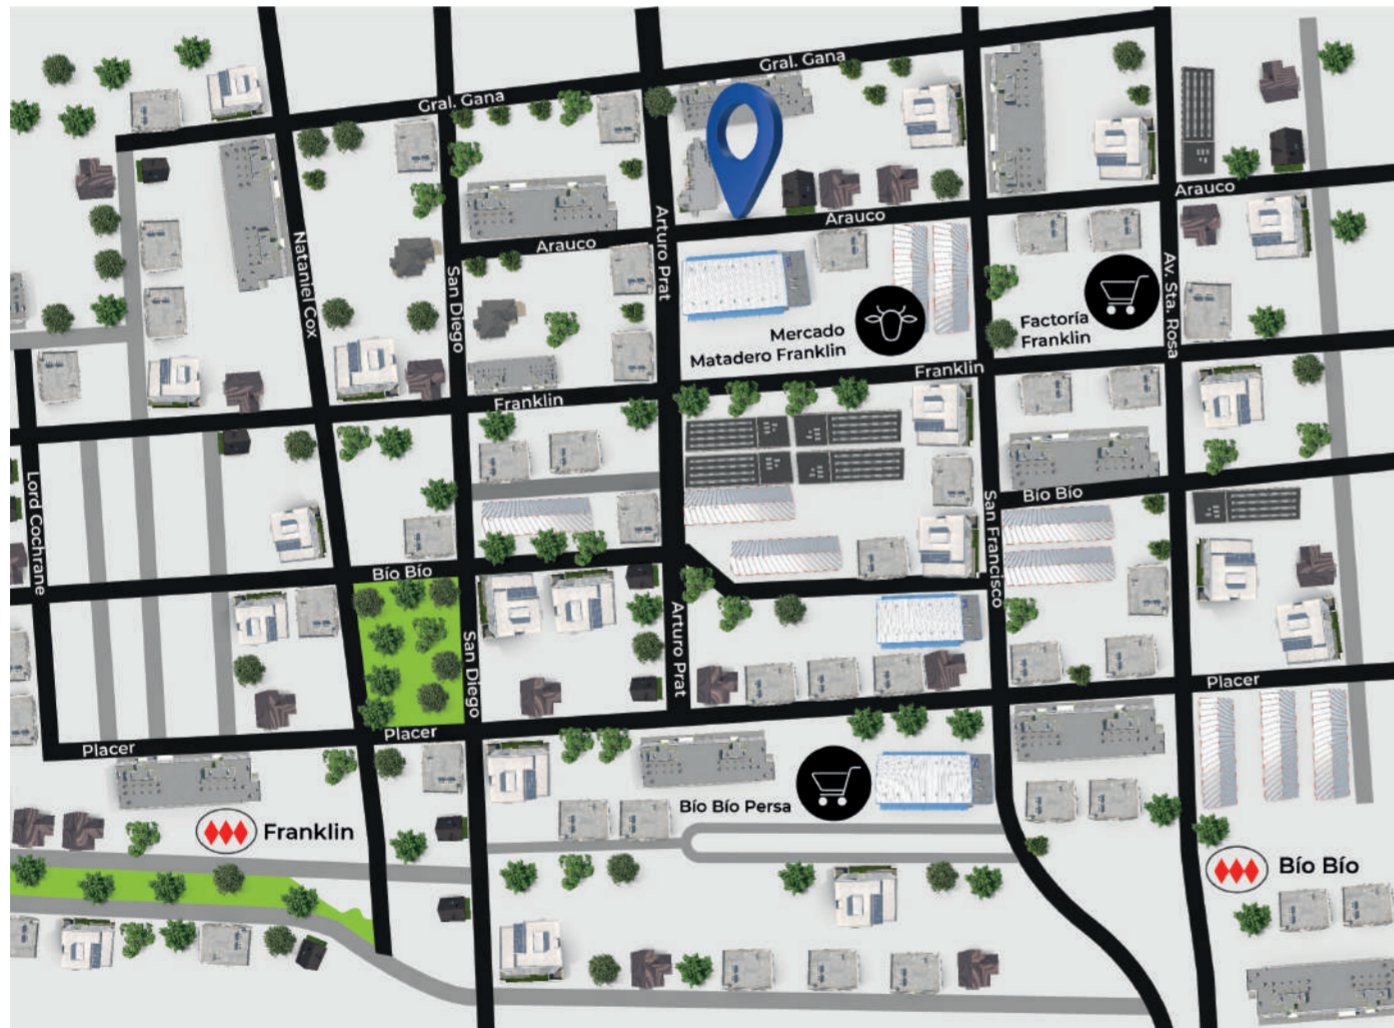 Gral. Gana
Gral. Gana
Arauco
Arauco
Arauco
Nataniel Cox
San Diego
Arturo Prat
Av. Sta. Rosa
Mercado
Matadero Franklin
Factoría
Franklin
Franklin
Franklin
Lord Cochrane
Bío Bío
Bío Bío
San Francisco
San Diego
Arturo Prat
Placer
Placer
Placer
Bío Bío Persa
Franklin
Bío Bío